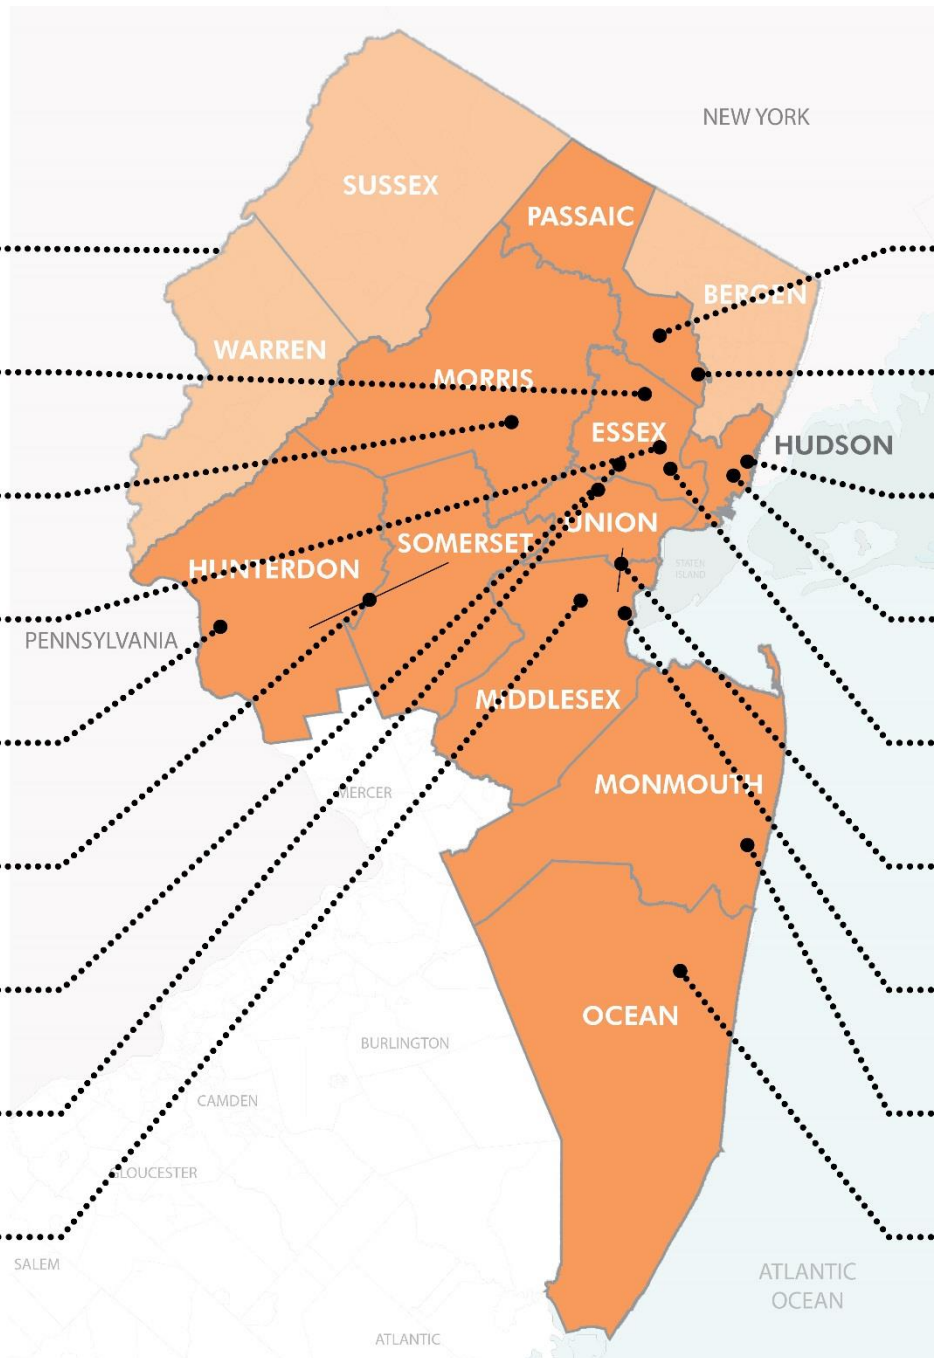 NEW YORK
SUSSEX
PASSAIC
BERGEN
WARREN
MORRIS
ESSEX
HUDSON
UNION
SOMERSET
HUNTERDON
STATEN
ISLAND
PENNSYLVANIA
MIDDLESEX
MONMOUTH
MERCER
OCEAN
BURLINGTON
CAMDEN
GLOUCESTER
SALEM
ATLANTIC
OCEAN
ATLANTIC